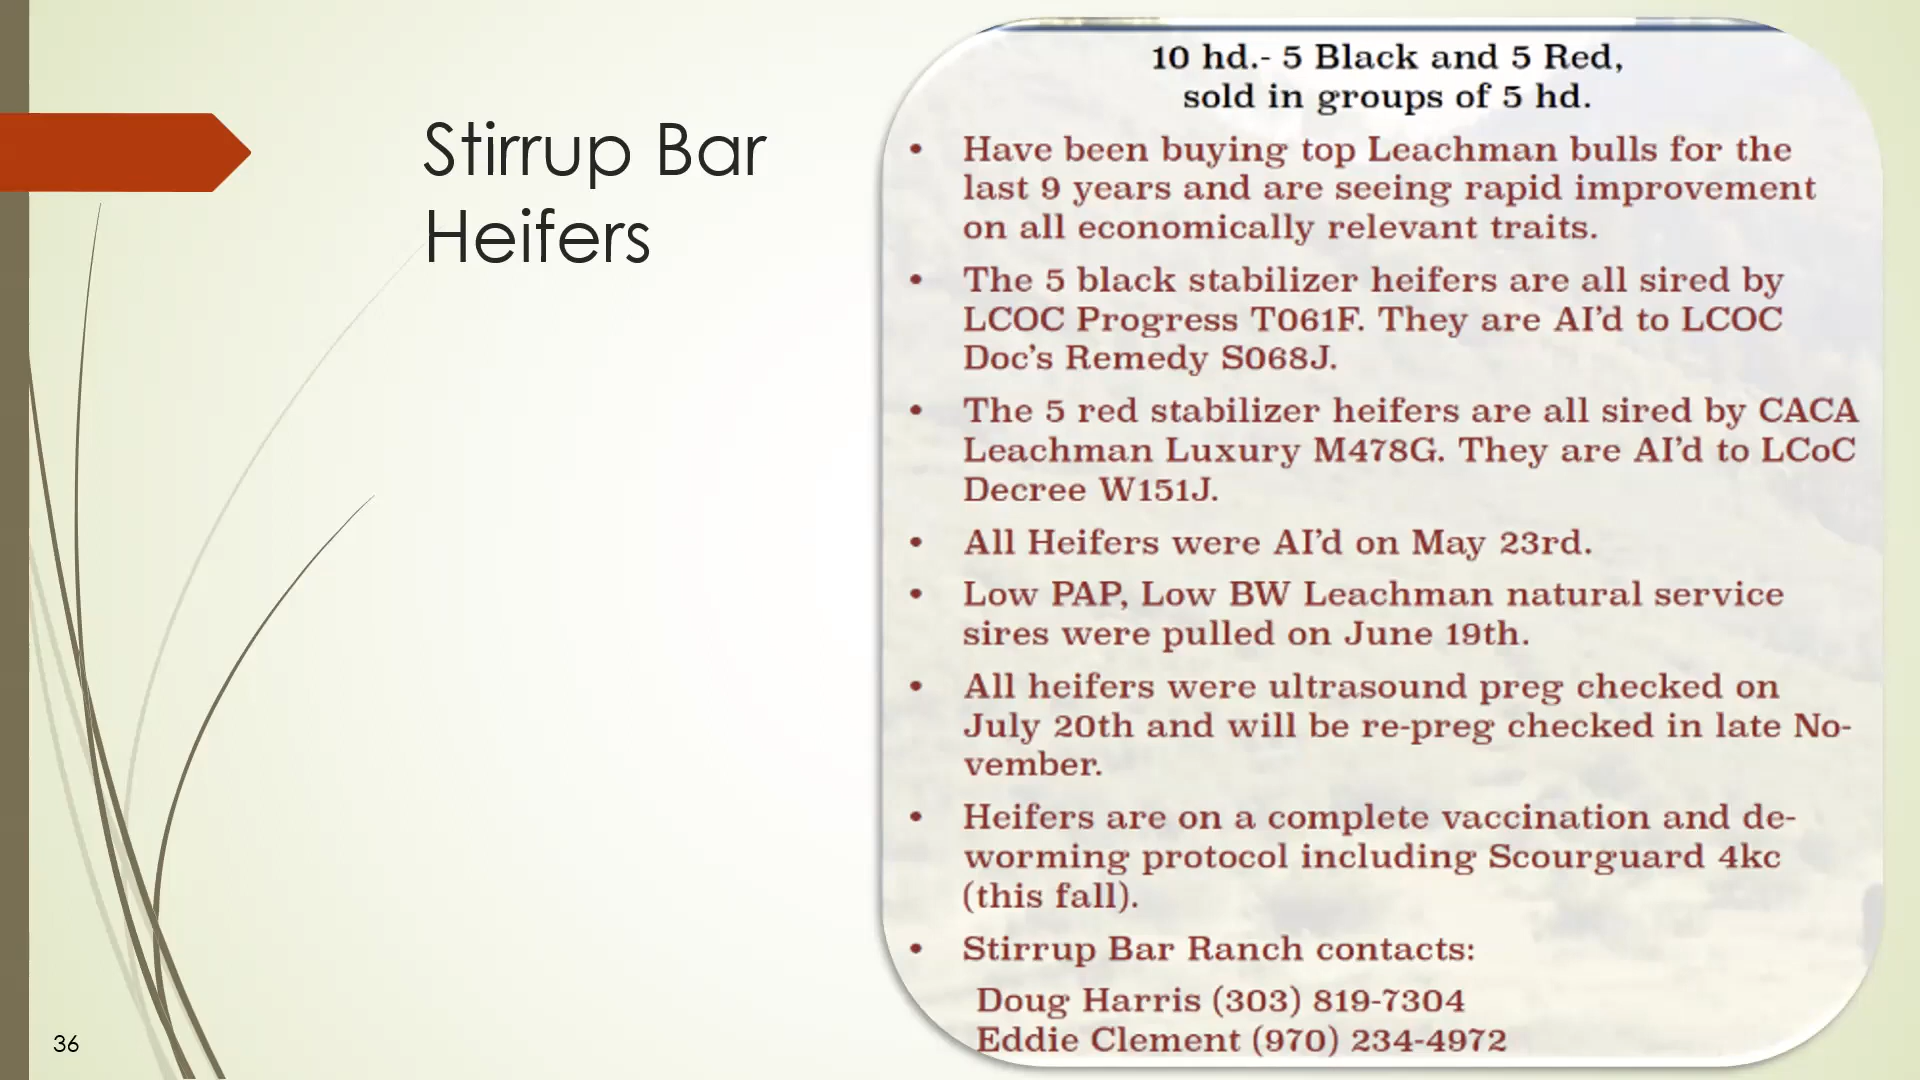 Stirrup Bar
Heifers
10 hd.- 5 Black and 5 Red,
sold in groups of 5 hd.
• Have been buying top Leachman bulls for the
last 9 years and are seeing rapid improvement
on all economically relevant traits.
• The 5 black stabilizer heifers are all sired by
LCOC Progress T061F. They are AI’d to LCOC
Doc’s Remedy S068J.
• The 5 red stabilizer heifers are all sired by CACA
Leachman Luxury M478G. They are AI’d to LCoC
Decree W151J.
• All Heifers were AI’d on May 23rd.
• Low PAP, Low BW Leachman natural service
sires were pulled on June 19th.
• All heifers were ultrasound preg checked on
July 20th and will be re-preg checked in late No-
vember.
• Heifers are on a complete vaccination and de-
worming protocol including Scourguard 4kc
(this fall).
• Stirrup Bar Ranch contacts:
Doug Harris (303) 819-7304
Eddie Clement (970) 234-4972
36